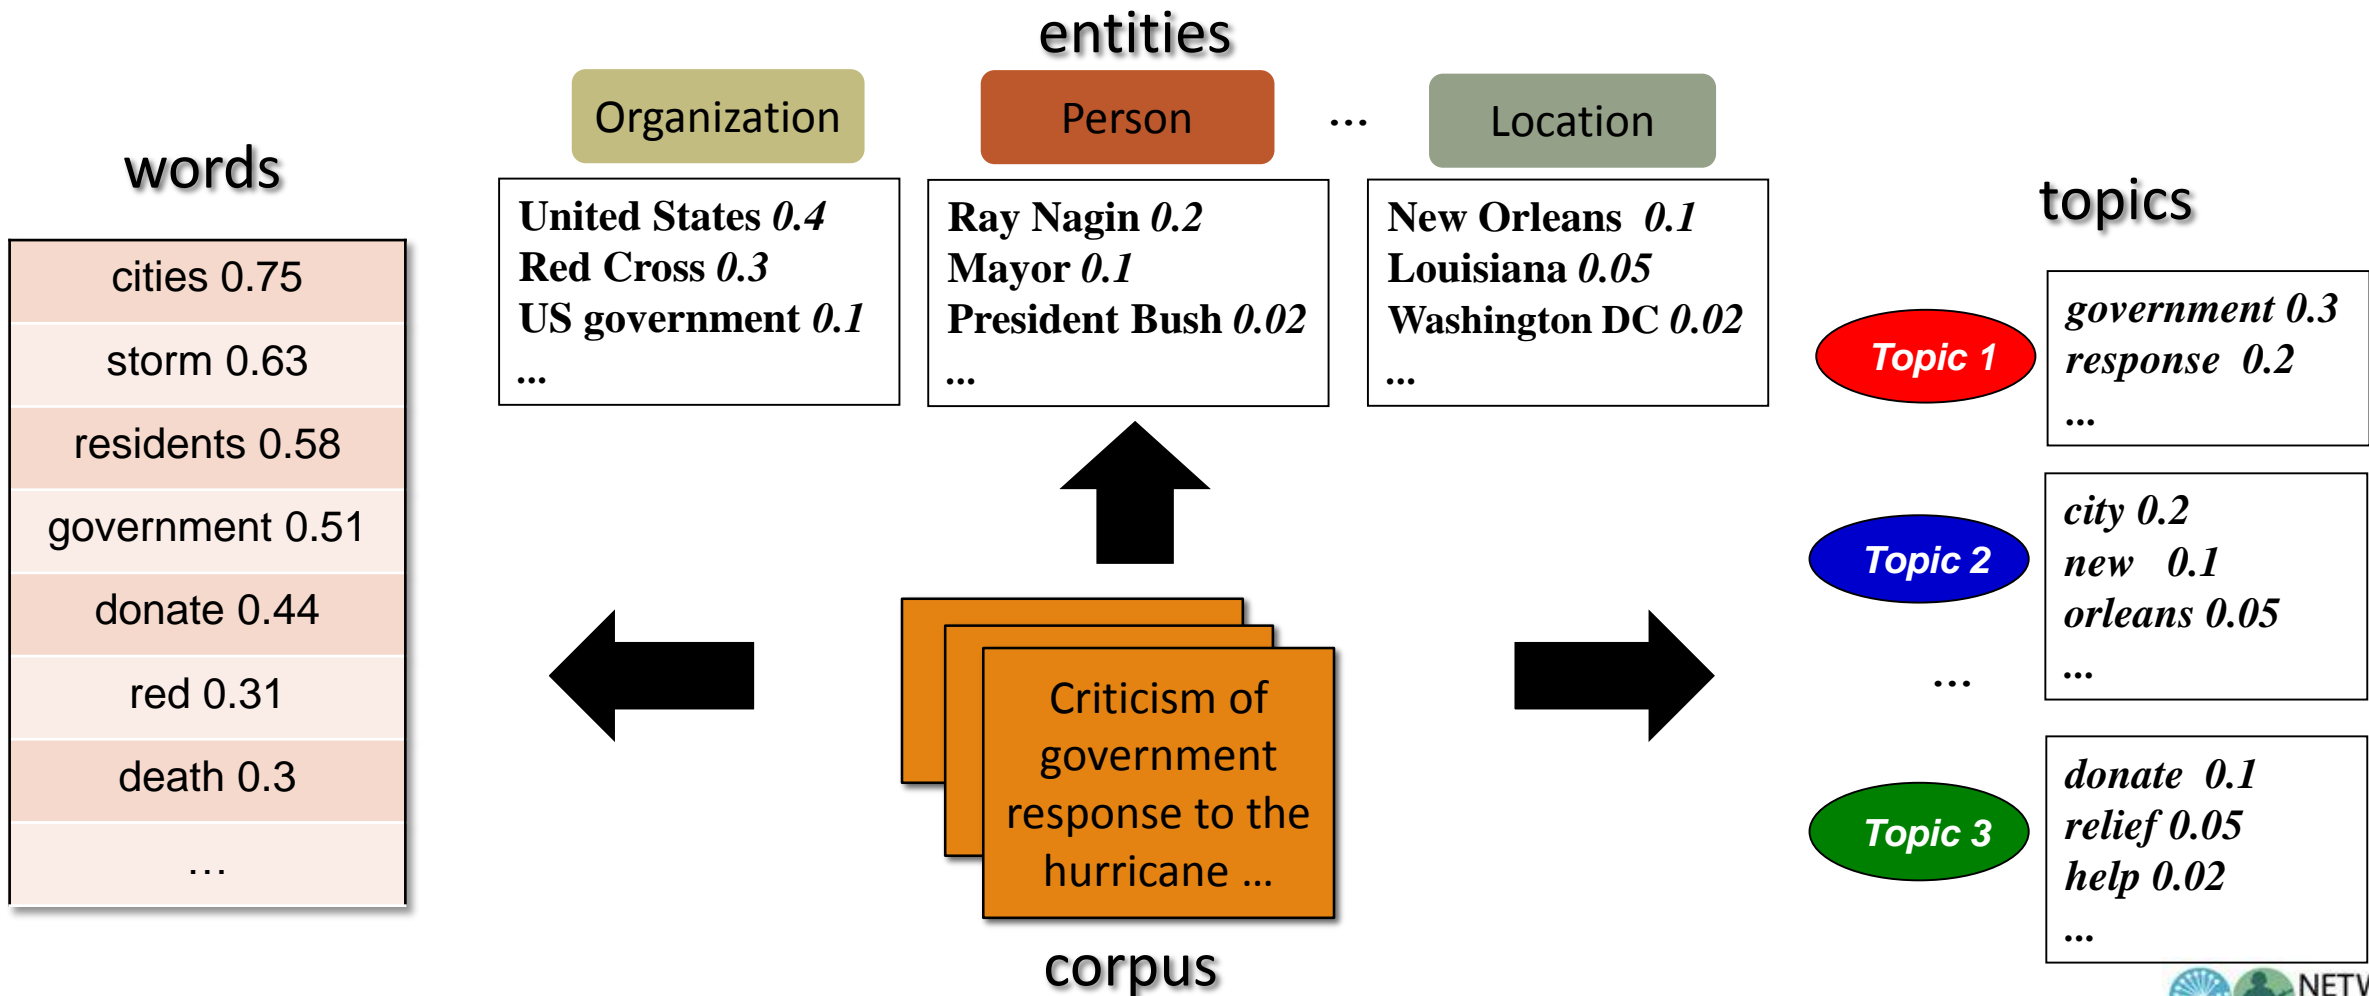 entities
Organization
Person
...
Location
words
topics
United States 0.4
Red Cross 0.3
US government 0.1
...
Ray Nagin 0.2
Mayor 0.1
President Bush 0.02
...
New Orleans 0.1
Louisiana 0.05
Washington DC 0.02
...
cities 0.75
storm 0.63
residents 0.58
government 0.51
donate 0.44
red 0.31
death 0.3
...
Topic 1
government 0.3
response 0.2
...
Topic 2
city 0.2
new 0.1
orleans 0.05
...
...
Topic 3
donate 0.1
relief 0.05
help 0.02
...
Criticism of
government
response to the
hurricane ...
corpus